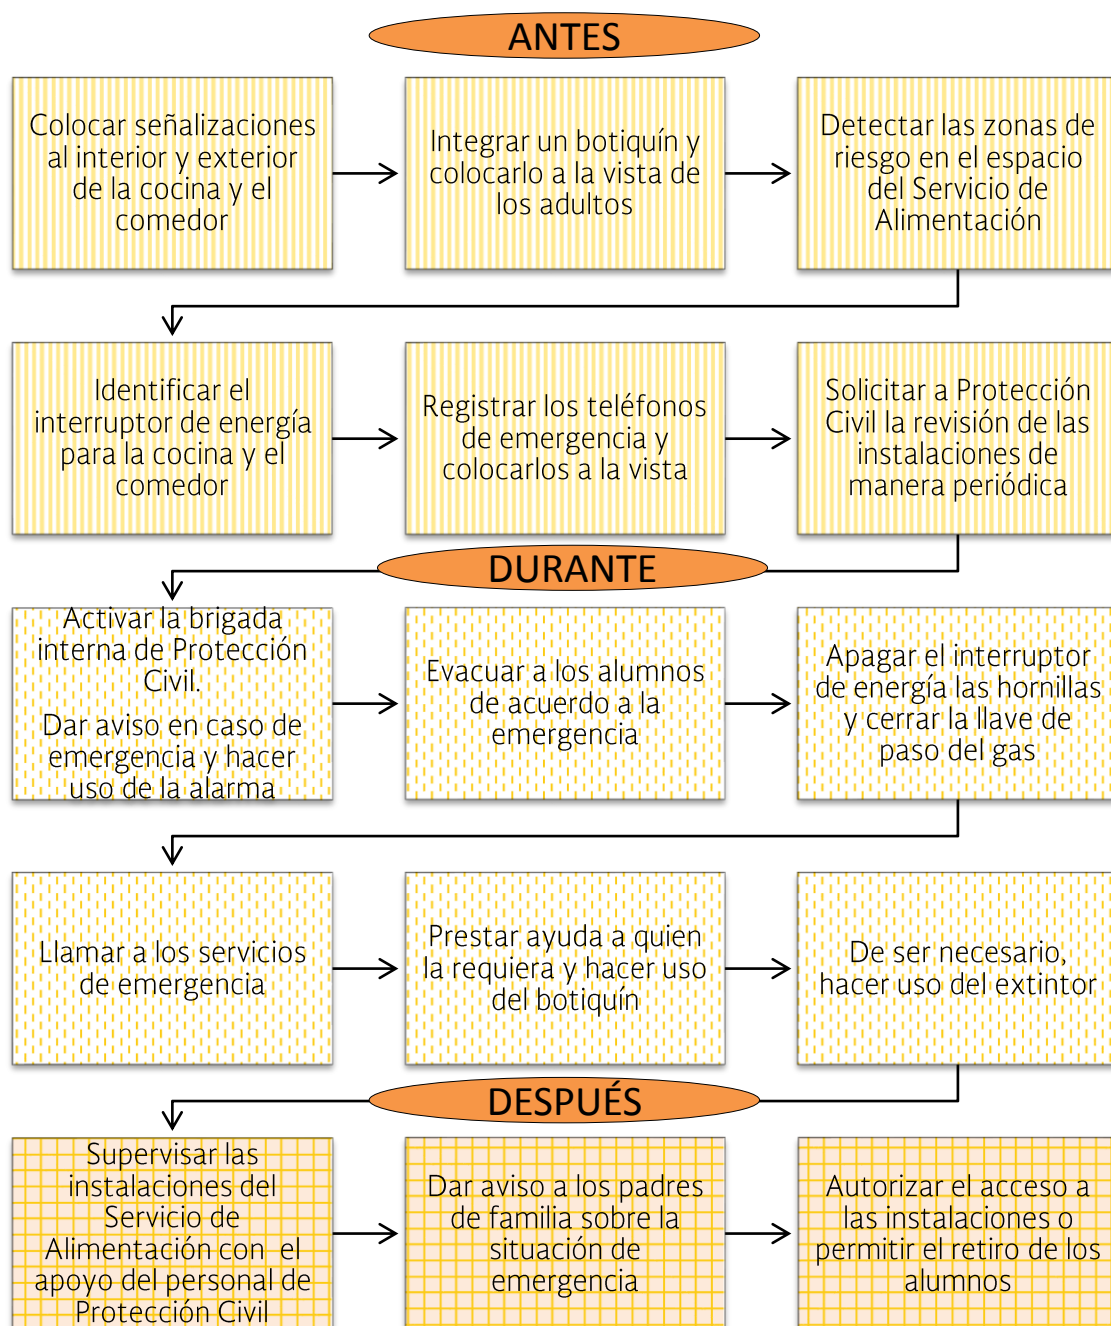 ANTES
Colocar señalizaciones
al interior y exterior
de la cocina y el
comedor
Integrar un botiquín y
colocarlo a la vista de
los adultos
Detectar las zonas de
riesgo en el espacio
del Servicio de
Alimentación
Identificar el
interruptor de energía
para la cocina y el
comedor
Registrar los teléfonos
de emergencia y
colocarlos a la vista
Solicitar a Protección
Civil la revisión de las
instalaciones de
manera periódica
DURANTE
Activar la brigada
interna de Protección
Civil.
Dar aviso en caso de
emergencia y hacer
uso de la alarma
Evacuar a los alumnos
de acuerdo a la
emergencia
Apagar el interruptor
de energía las hornillas
y cerrar la llave de
paso del gas
Llamar a los servicios
de emergencia
Prestar ayuda a quien
la requiera y hacer uso
del botiquín
De ser necesario,
hacer uso del extintor
DESPUÉS
Supervisar las
instalaciones del
Servicio de
Alimentación con el
apoyo del personal de
Protección Civil
Dar aviso a los padres
de familia sobre la
situación de
emergencia
Autorizar el acceso a
las instalaciones o
permitir el retiro de los
alumnos